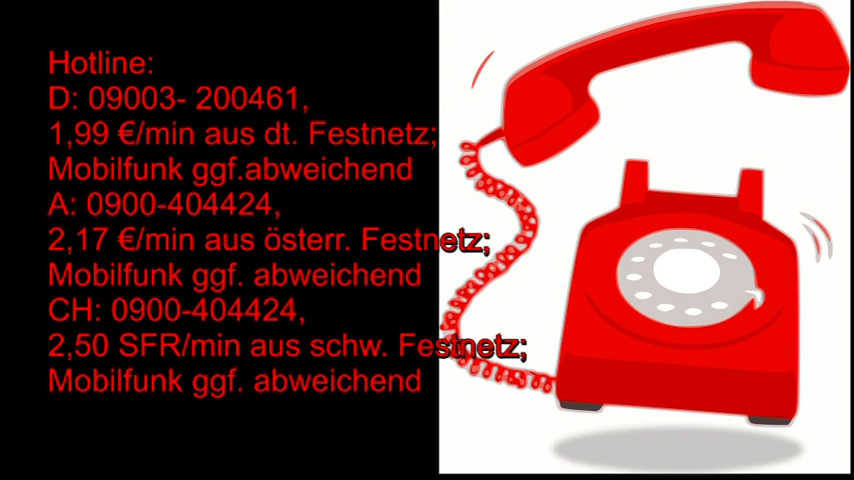 Hotline:
D: 09003- 200461,
1,99 €/min aus dt. Festnetz;
Mobilfunk ggf.abweichend
A: 0900-404424,
2,17 €/min aus österr. Festnetz;
Mobilfunk ggf. abweichend
CH: 0900-404424,
2,50 SFR/min aus schw. Festnetz;
Mobilfunk ggf. abweichend